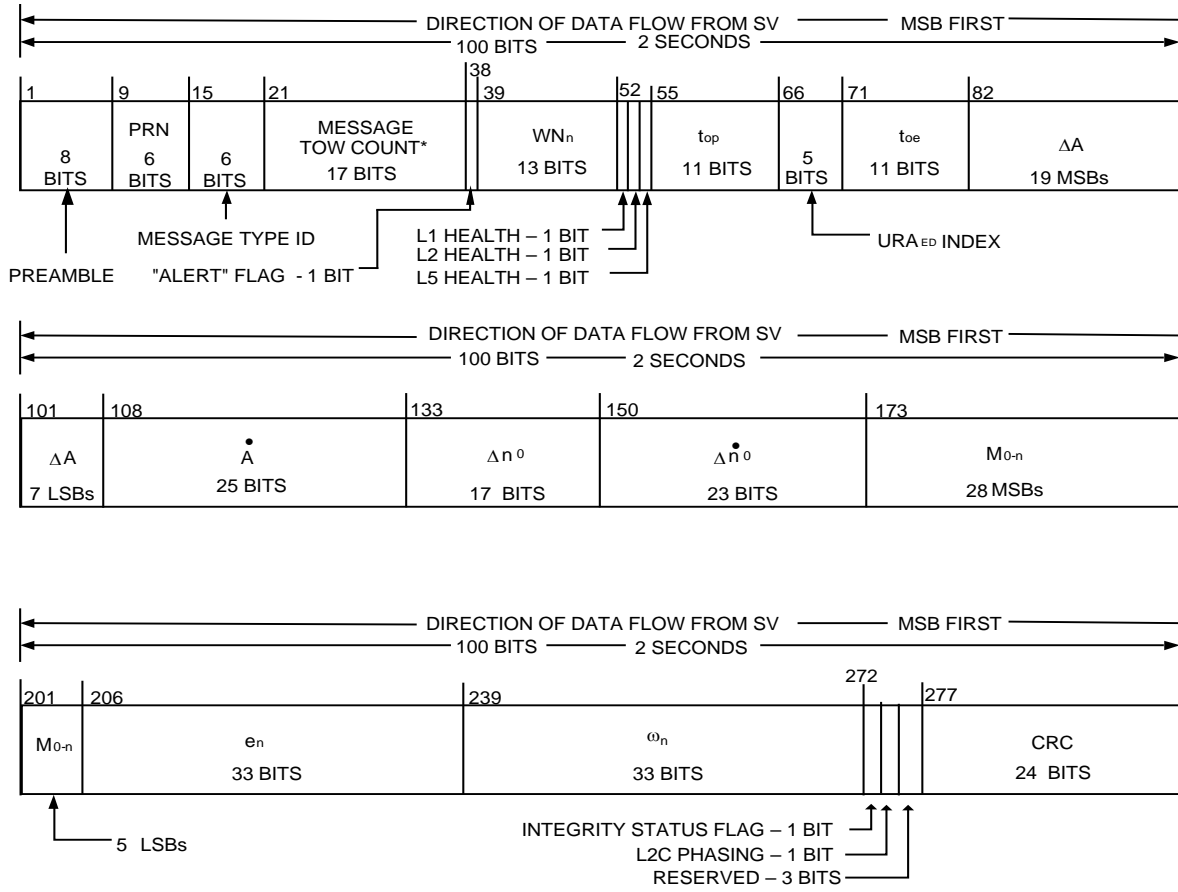 DIRECTION OF DATA FLOW FROM SV MSB FIRST
100 BITS 2 SECONDS
1 9 15 21 38 39 52 55 66 71 82
8 BITS
PRN 6 BITS
6 BITS
MESSAGE TOW COUNT* 17 BITS
WNn 13 BITS
top 11 BITS
5 BITS
toe 11 BITS
ΔA 19 MSBs
PREAMBLE
MESSAGE TYPE ID
"ALERT" FLAG - 1 BIT
L1 HEALTH – 1 BIT
L2 HEALTH – 1 BIT
L5 HEALTH – 1 BIT
URA ED INDEX
DIRECTION OF DATA FLOW FROM SV MSB FIRST
100 BITS 2 SECONDS
101 108 133 150 173
ΔA 7 LSBs
Ȧ 25 BITS
Δn0 17 BITS
Δṅ0 23 BITS
M0-n 28 MSBs
DIRECTION OF DATA FLOW FROM SV MSB FIRST
100 BITS 2 SECONDS
201 206 239 272 277
M0-n
en 33 BITS
ωn 33 BITS
CRC 24 BITS
5 LSBs
INTEGRITY STATUS FLAG – 1 BIT
L2C PHASING – 1 BIT
RESERVED – 3 BITS